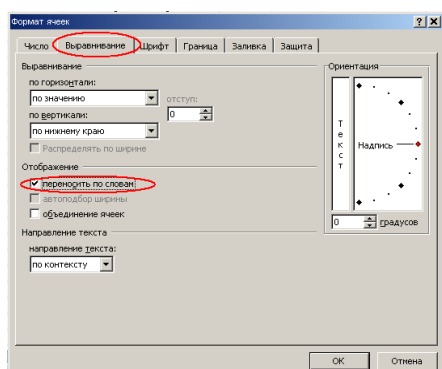 Формат ячеек
Число Выравнивание Шрифт Граница Заливка Защита
Выравнивание
по горизонтали:
по значению
отступ:
по вертикали:
0
по нижнему краю
Распределять по ширине
Отображение
переносить по словам
автоподбор ширины
объединение ячеек
Направление текста
направление текста:
по контексту
Ориентация
Текст
Надпись
0 градусов
ОК Отмена